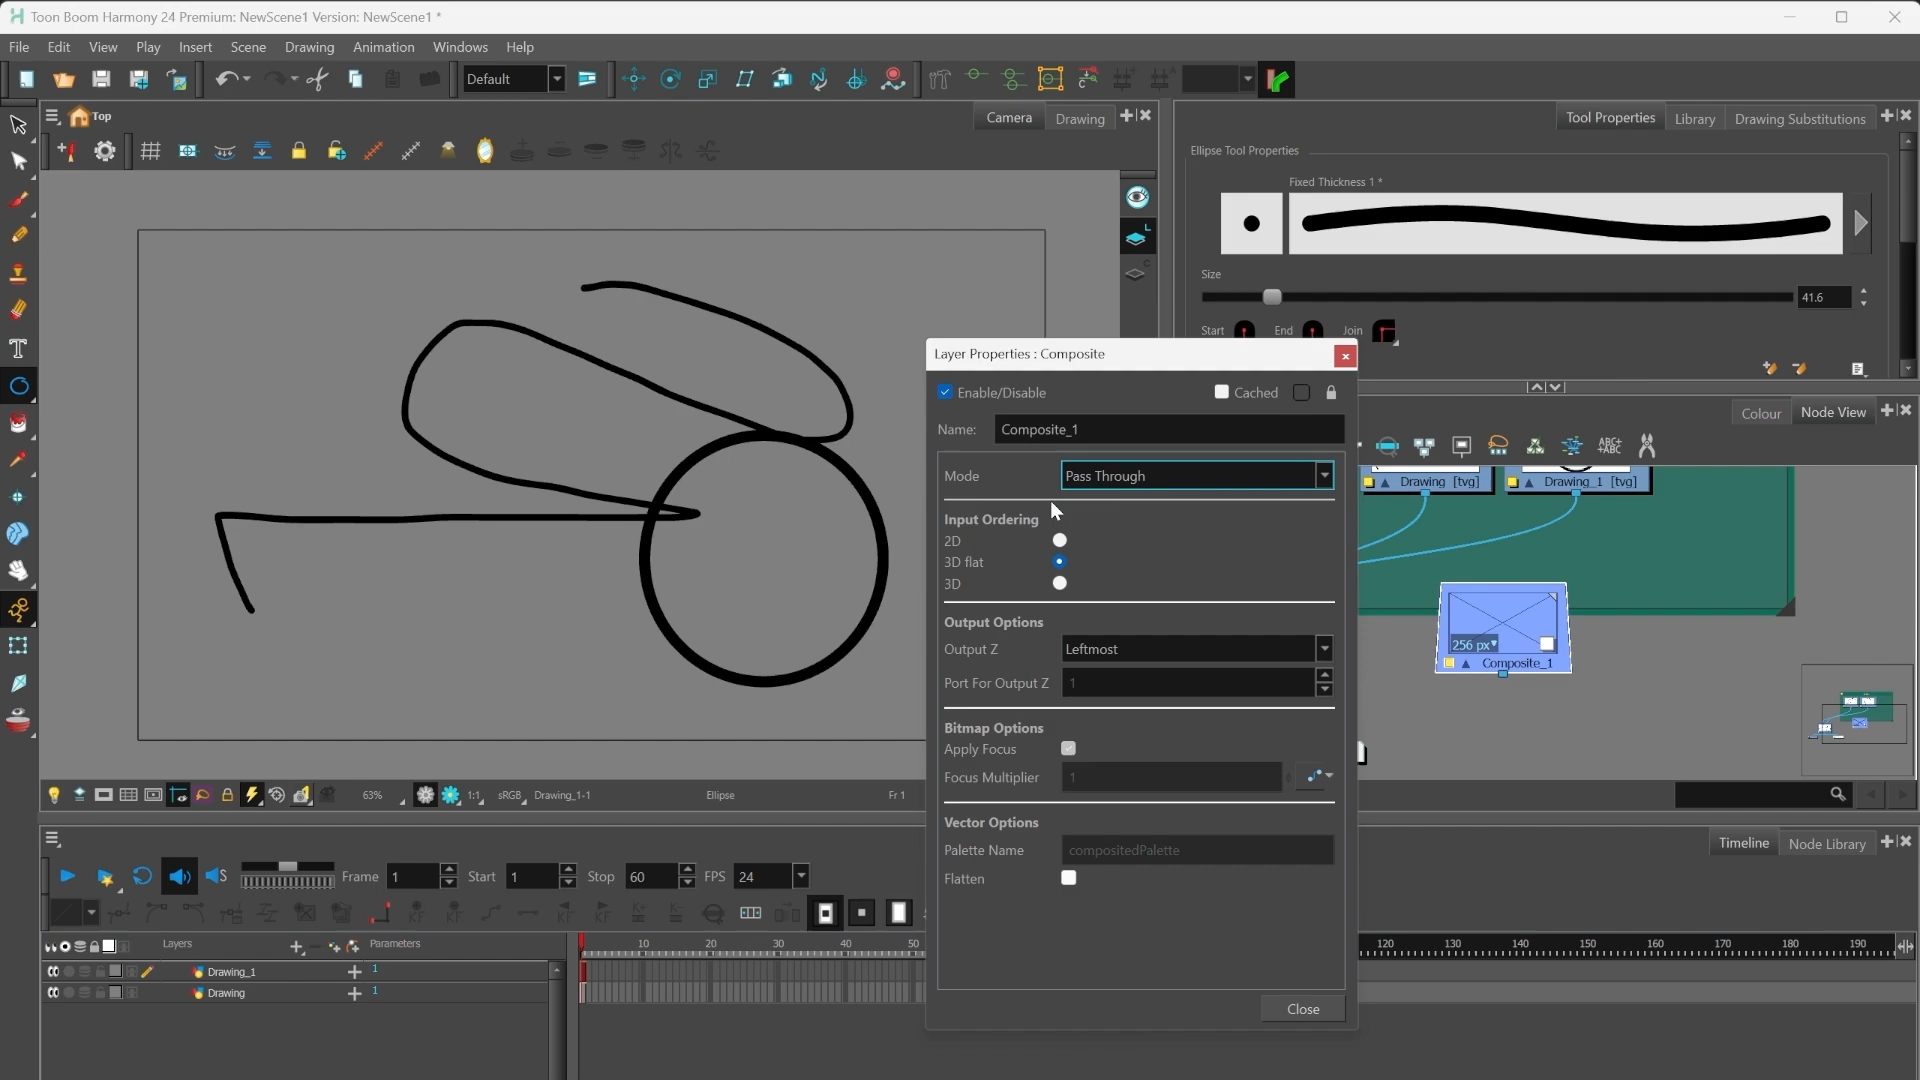 Toon Boom Harmony 24 Premium: NewScene1 Version: NewScene1 *
File Edit View Play Insert Scene Drawing Animation Windows Help
Default
Top
Camera Drawing
Tool Properties Library Drawing Substitutions
Ellipse Tool Properties
Fixed Thickness 1 *
Size
41.6
Start End Join
Layer Properties : Composite
Enable/Disable Cached
Name: Composite_1
Mode Pass Through
Input Ordering
2D
3D flat
3D
Output Options
Output Z Leftmost
Port For Output Z 1
Bitmap Options
Apply Focus
Focus Multiplier 1
Vector Options
Palette Name compositedPalette
Flatten
Close
Colour Node View
ABC+
+ABC
Drawing [tvg] Drawing_1 [tvg]
256 px
Composite_1
63% 1:1 sRGB Drawing_1-1 Ellipse Fr 1
Timeline Node Library
Frame 1 Start 1 Stop 60 FPS 24
Layers Parameters
10 20 30 40 50 120 130 140 150 160 170 180 190
Drawing_1 1
Drawing 1